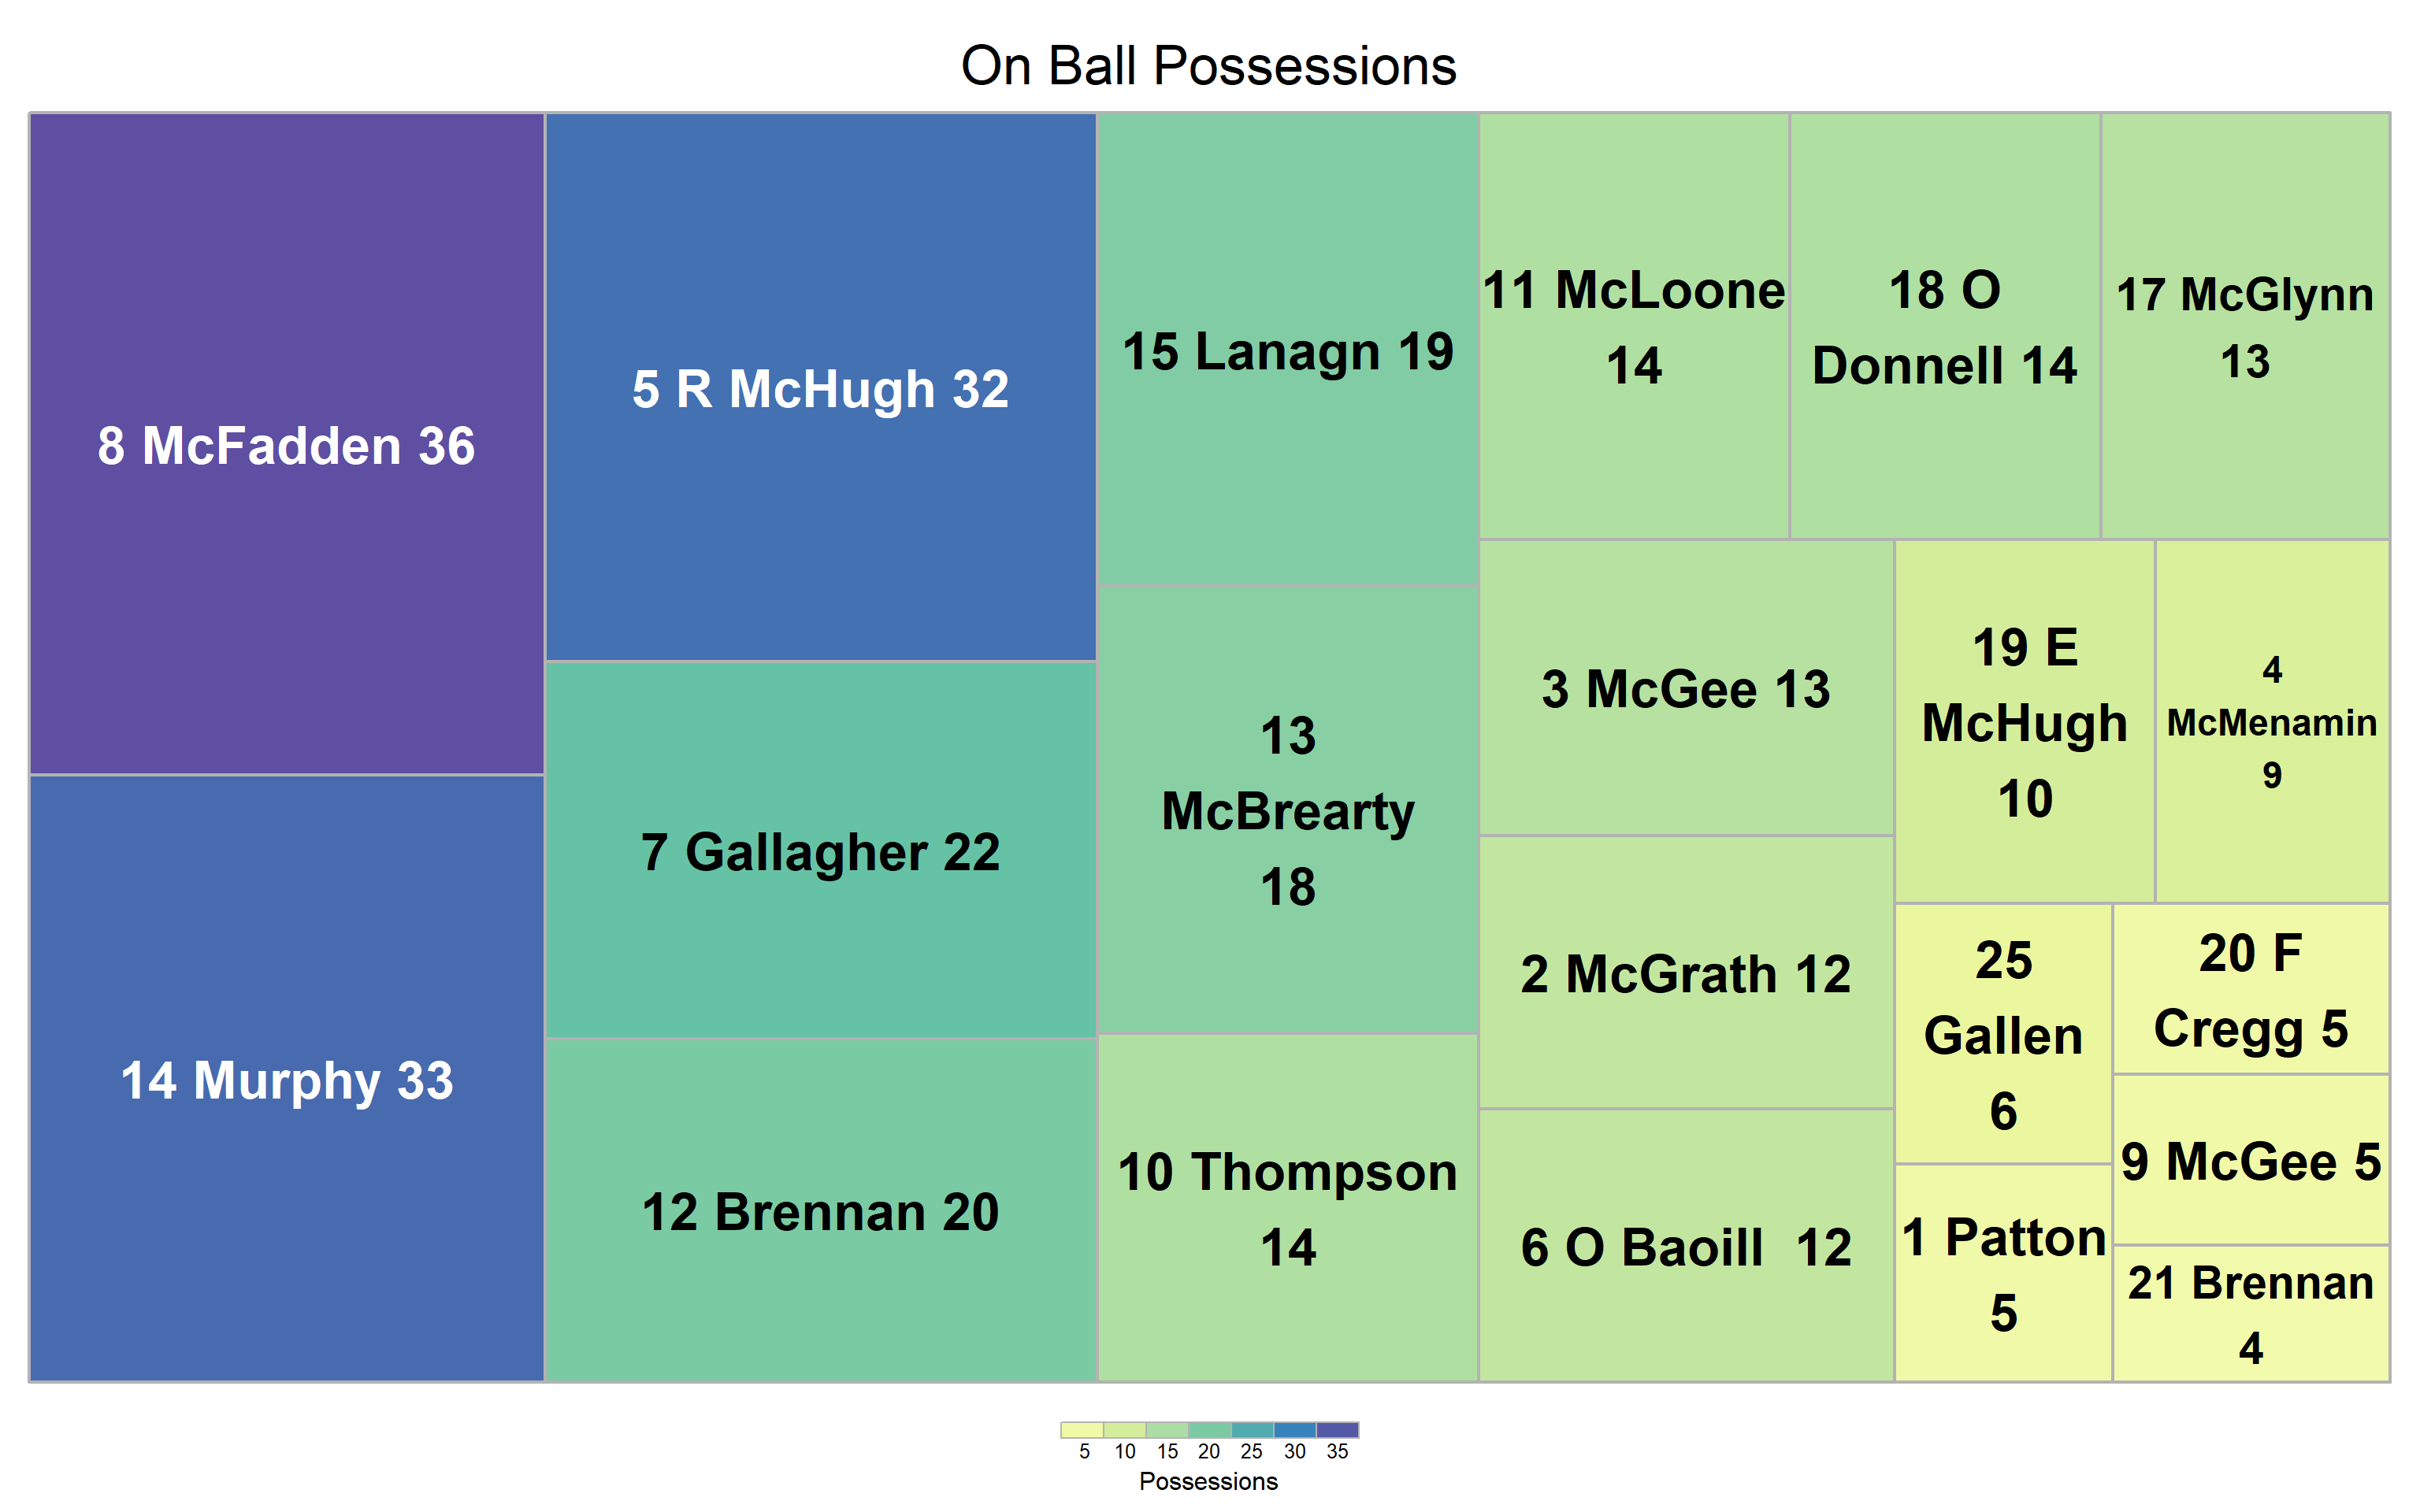 On Ball Possessions
8 McFadden 36
14 Murphy 33
5 R McHugh 32
7 Gallagher 22
12 Brennan 20
15 Lanagn 19
13
McBrearty
18
10 Thompson
14
11 McLoone
14
18 O
Donnell 14
17 McGlynn
13
3 McGee 13
2 McGrath 12
6 O Baoill  12
19 E
McHugh
10
4
McMenamin
9
25
Gallen
6
1 Patton
5
20 F
Cregg 5
9 McGee 5
21 Brennan
4
5 10 15 20 25 30 35
Possessions